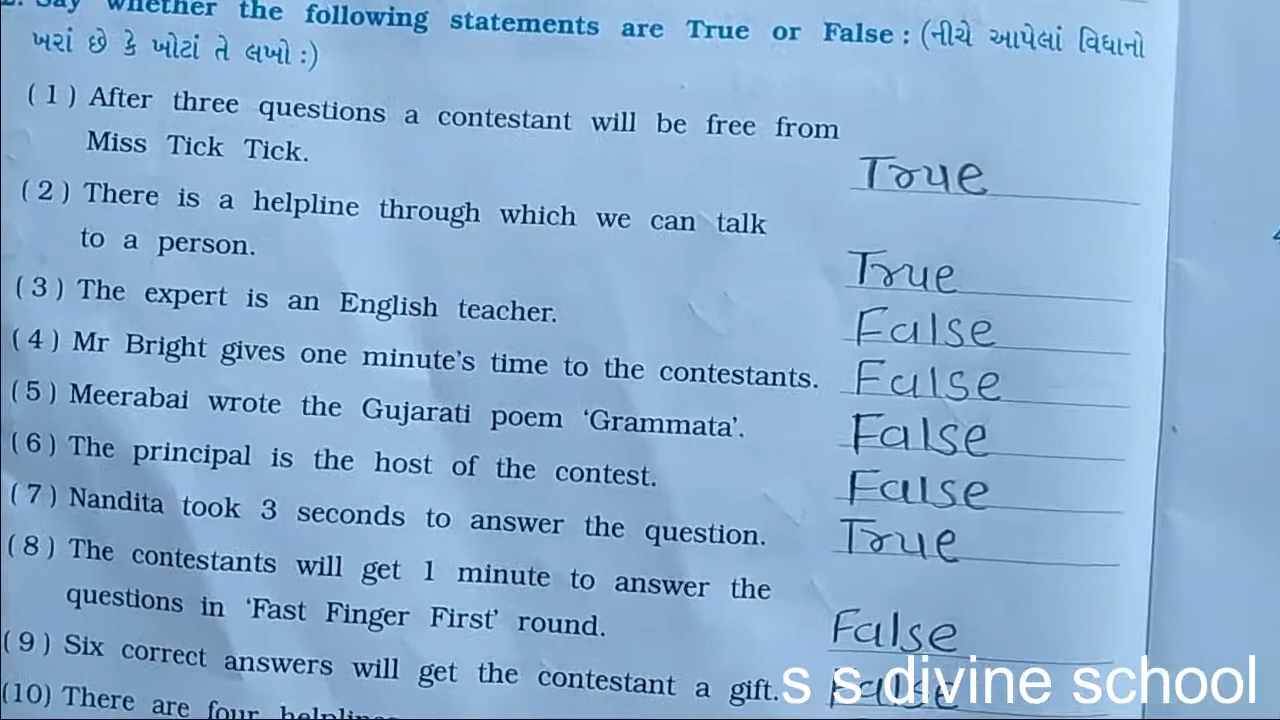 2. Say whether the following statements are True or False : (નીચે આપેલાં વિધાનો
ખરાં છે કે ખોટાં તે લખો :)
( 1 ) After three questions a contestant will be free from
Miss Tick Tick.
True
( 2 ) There is a helpline through which we can talk
to a person.
True
( 3 ) The expert is an English teacher.
False
( 4 ) Mr Bright gives one minute's time to the contestants.
False
( 5 ) Meerabai wrote the Gujarati poem 'Grammata'.
False
( 6 ) The principal is the host of the contest.
False
( 7 ) Nandita took 3 seconds to answer the question.
True
( 8 ) The contestants will get 1 minute to answer the
questions in 'Fast Finger First' round.
False
( 9 ) Six correct answers will get the contestant a gift.
False
(10) There are four
s s divine school